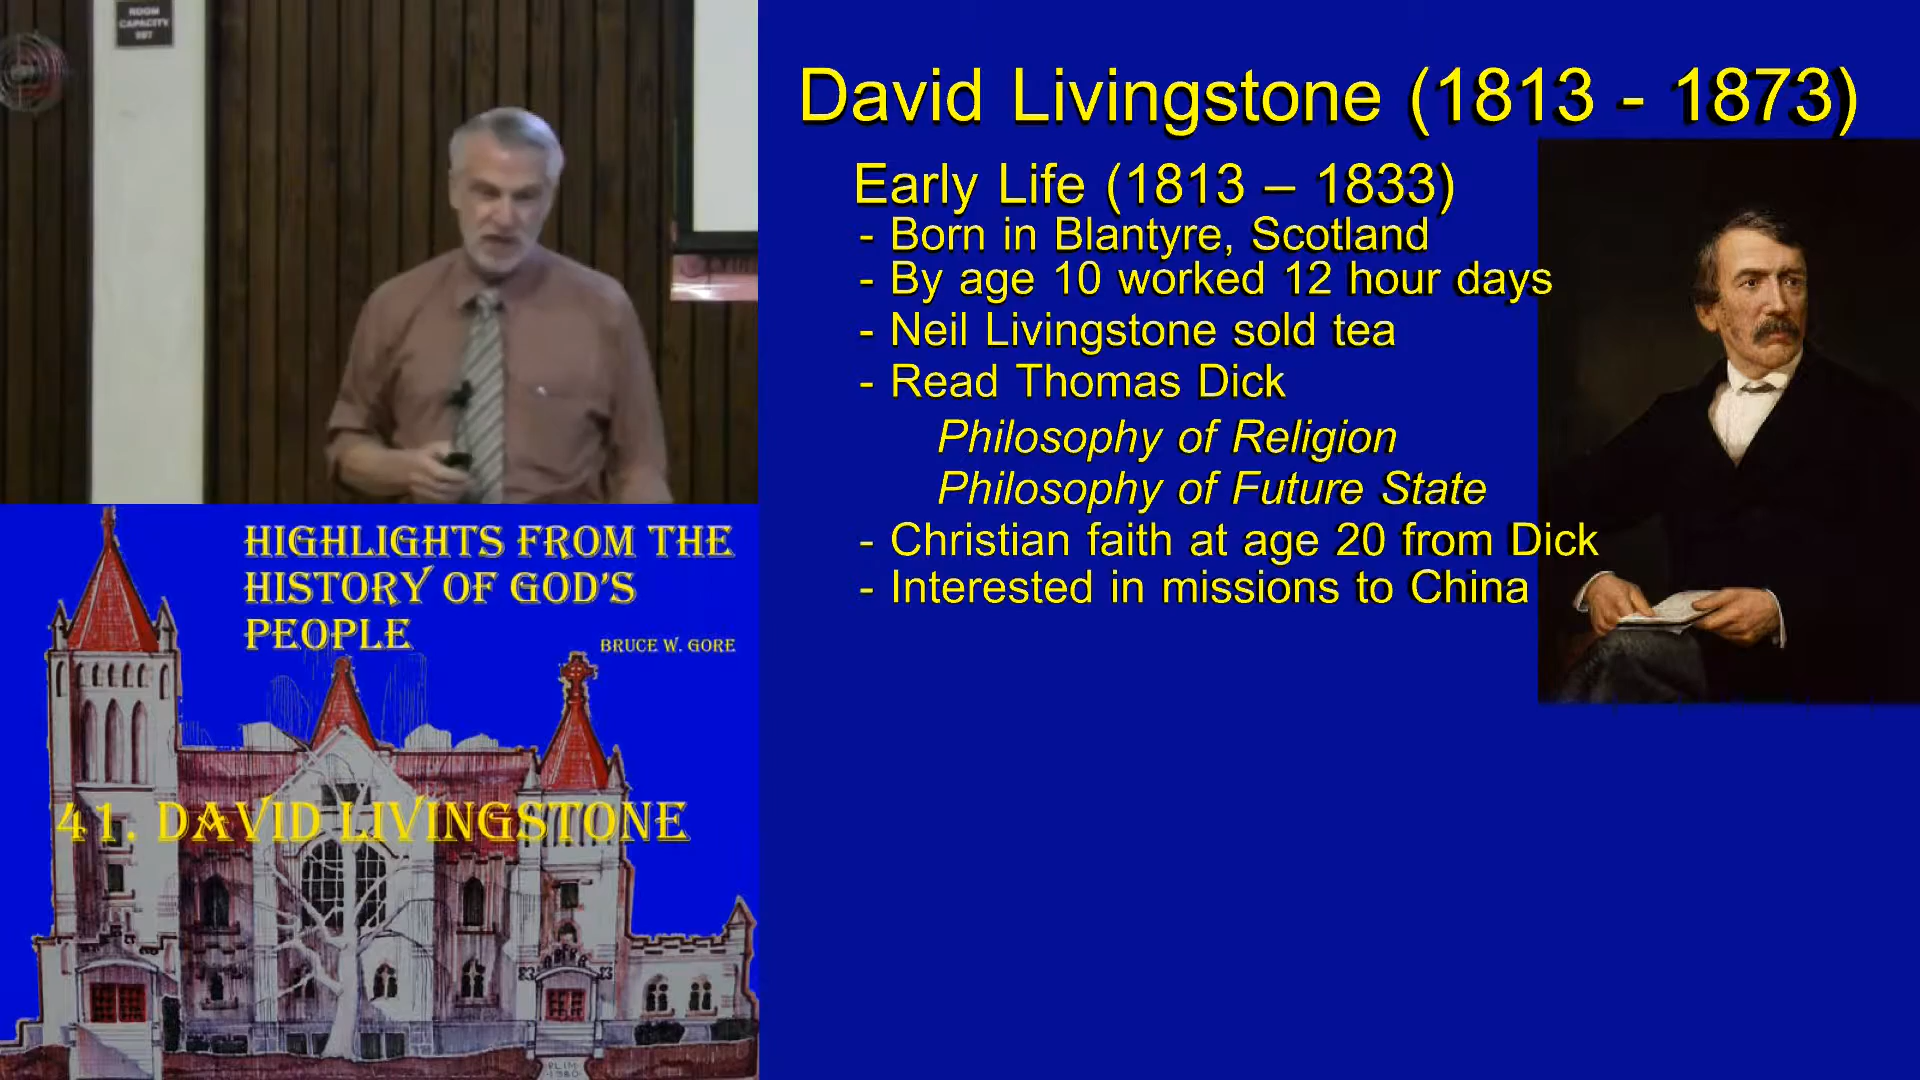 ROOM
CAPACITY
David Livingstone (1813 - 1873)
Early Life (1813 – 1833)
- Born in Blantyre, Scotland
- By age 10 worked 12 hour days
- Neil Livingstone sold tea
- Read Thomas Dick
Philosophy of Religion
Philosophy of Future State
- Christian faith at age 20 from Dick
- Interested in missions to China
HIGHLIGHTS FROM THE
HISTORY OF GOD'S
PEOPLE
BRUCE W. GORE
41. DAVID LIVINGSTONE